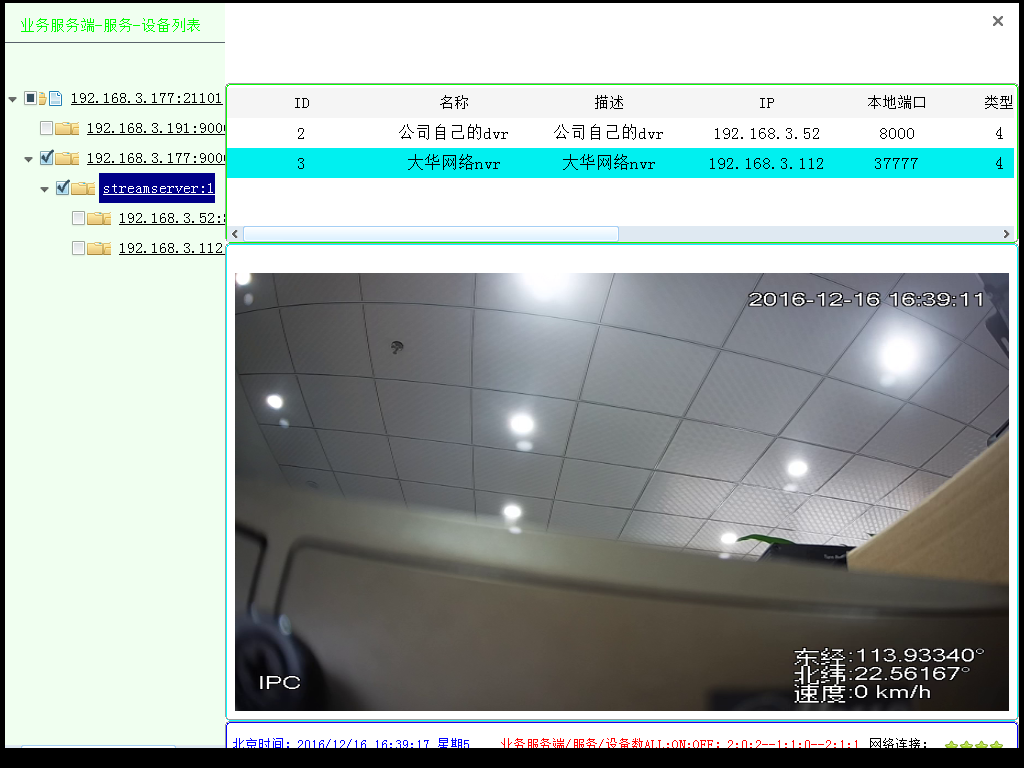 业务服务端-服务-设备列表
192.168.3.177:21101
192.168.3.191:9000
192.168.3.177:9000
streamserver:1
192.168.3.52:
192.168.3.112
ID 名称 描述 IP 本地端口 类型
2 公司自己的dvr 公司自己的dvr 192.168.3.52 8000 4
3 大华网络nvr 大华网络nvr 192.168.3.112 37777 4
2016-12-16 16:39:11
东经:113.93340°
北纬:22.56167°
速度:0 km/h
IPC
北京时间: 2016/12/16 16:39:17 星期5 业务服务端/服务/设备数ALL:ON:OFF: 2:0:2--1:1:0--2:1:1 网络连接: